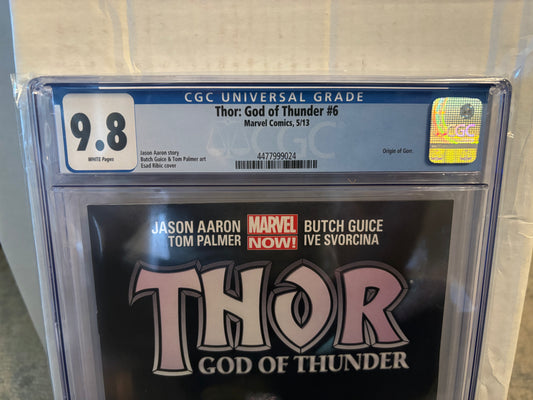 CGC UNIVERSAL GRADE
9.8
WHITE Pages
Thor: God of Thunder #6
Marvel Comics, 5/13
Jason Aaron story
Butch Guice & Tom Palmer art
Esad Ribic cover
Origin of Gorr.
4477999024
CGC
JASON AARON
TOM PALMER
MARVEL
NOW!
BUTCH GUICE
IVE SVORCINA
THOR
GOD OF THUNDER